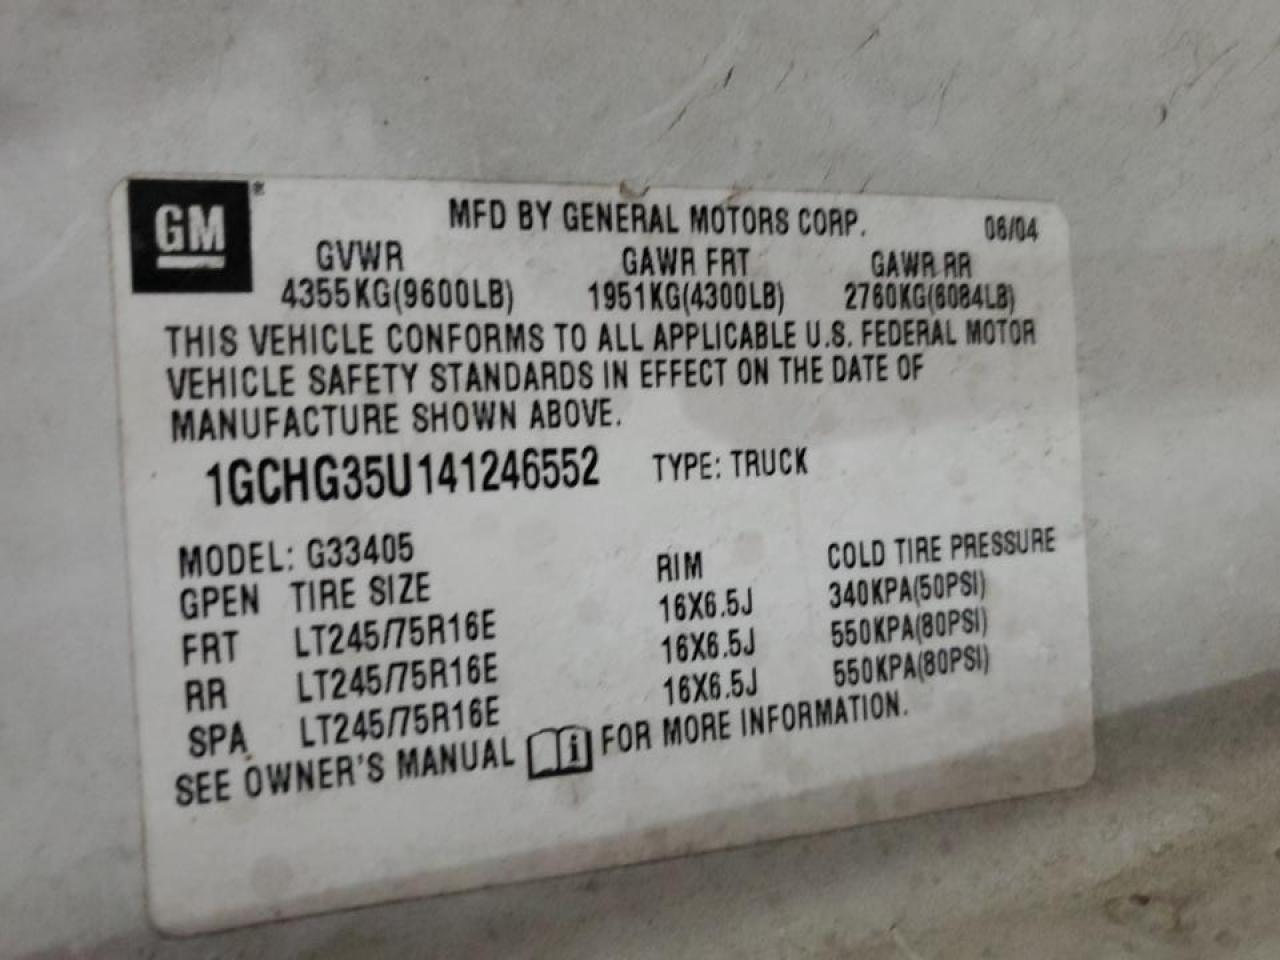 GM ®
MFD BY GENERAL MOTORS CORP. 06/04
GVWR GAWR FRT GAWR RR
4355KG(9600LB) 1951KG(4300LB) 2760KG(6084LB)
THIS VEHICLE CONFORMS TO ALL APPLICABLE U.S. FEDERAL MOTOR
VEHICLE SAFETY STANDARDS IN EFFECT ON THE DATE OF
MANUFACTURE SHOWN ABOVE.
1GCHG35U141246552 TYPE: TRUCK
MODEL: G33405
GPEN TIRE SIZE RIM COLD TIRE PRESSURE
FRT LT245/75R16E 16X6.5J 340KPA(50PSI)
RR LT245/75R16E 16X6.5J 550KPA(80PSI)
SPA LT245/75R16E 16X6.5J 550KPA(80PSI)
SEE OWNER'S MANUAL i FOR MORE INFORMATION.